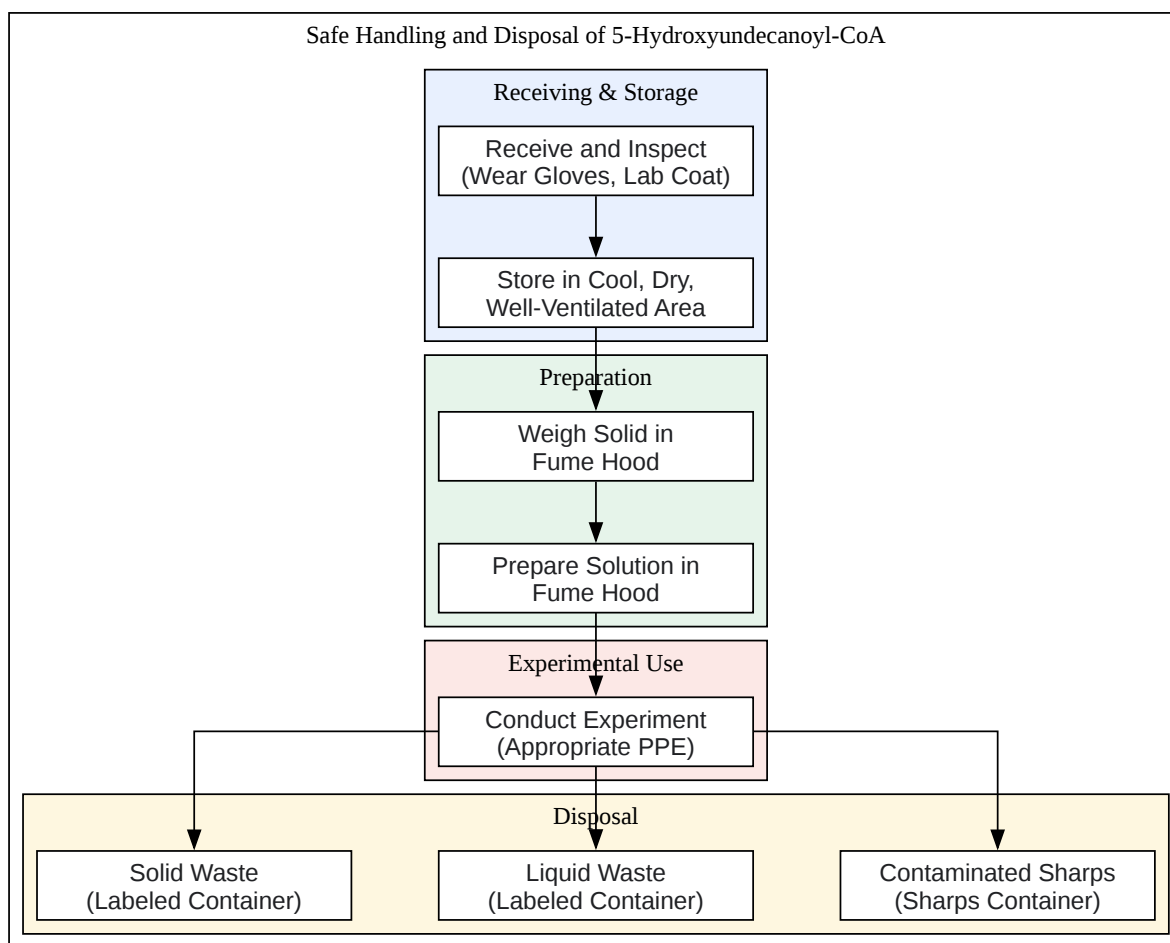 Safe Handling and Disposal of 5-Hydroxyundecanoyl-CoA
Receiving & Storage
Receive and Inspect
(Wear Gloves, Lab Coat)
Store in Cool, Dry,
Well-Ventilated Area
Preparation
Weigh Solid in
Fume Hood
Prepare Solution in
Fume Hood
Experimental Use
Conduct Experiment
(Appropriate PPE)
Disposal
Solid Waste
(Labeled Container)
Liquid Waste
(Labeled Container)
Contaminated Sharps
(Sharps Container)